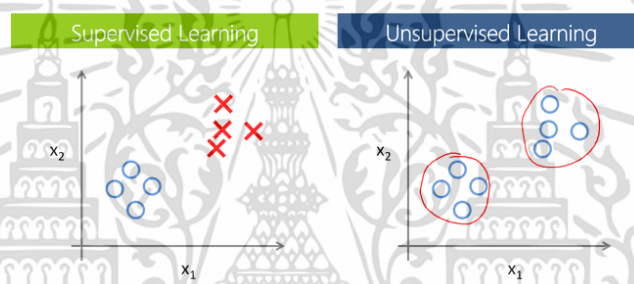 Supervised Learning
Unsupervised Learning
x2
x1
x2
x1